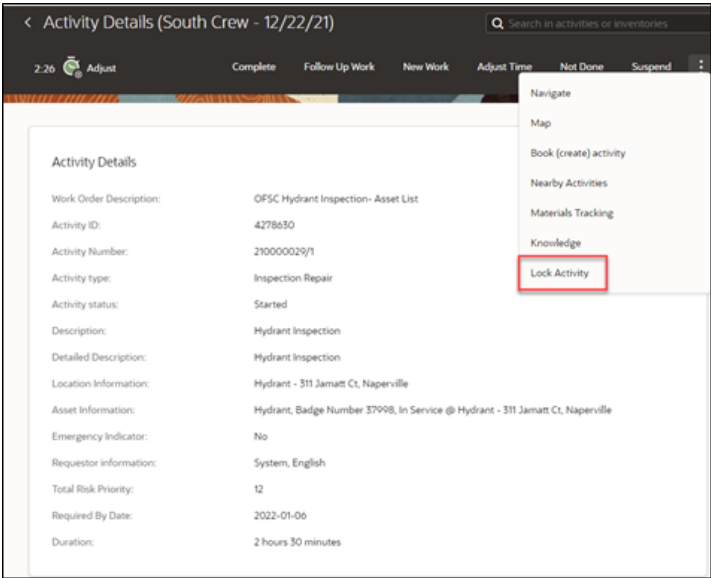 Activity Details (South Crew - 12/22/21)
Search in activities or inventories
2:26 Adjust Complete Follow Up Work New Work Adjust Time Not Done Suspend
Navigate
Map
Book (create) activity
Nearby Activities
Materials Tracking
Knowledge
Lock Activity
Activity Details
Work Order Description: OFSC Hydrant Inspection- Asset List
Activity ID: 4278630
Activity Number: 210000029/1
Activity type: Inspection Repair
Activity status: Started
Description: Hydrant Inspection
Detailed Description: Hydrant Inspection
Location Information: Hydrant - 311 Jamatt Ct, Naperville
Asset Information: Hydrant, Badge Number 37998, In Service @ Hydrant - 311 Jamatt Ct, Naperville
Emergency Indicator: No
Requestor information: System, English
Total Risk Priority: 12
Required By Date: 2022-01-06
Duration: 2 hours 30 minutes